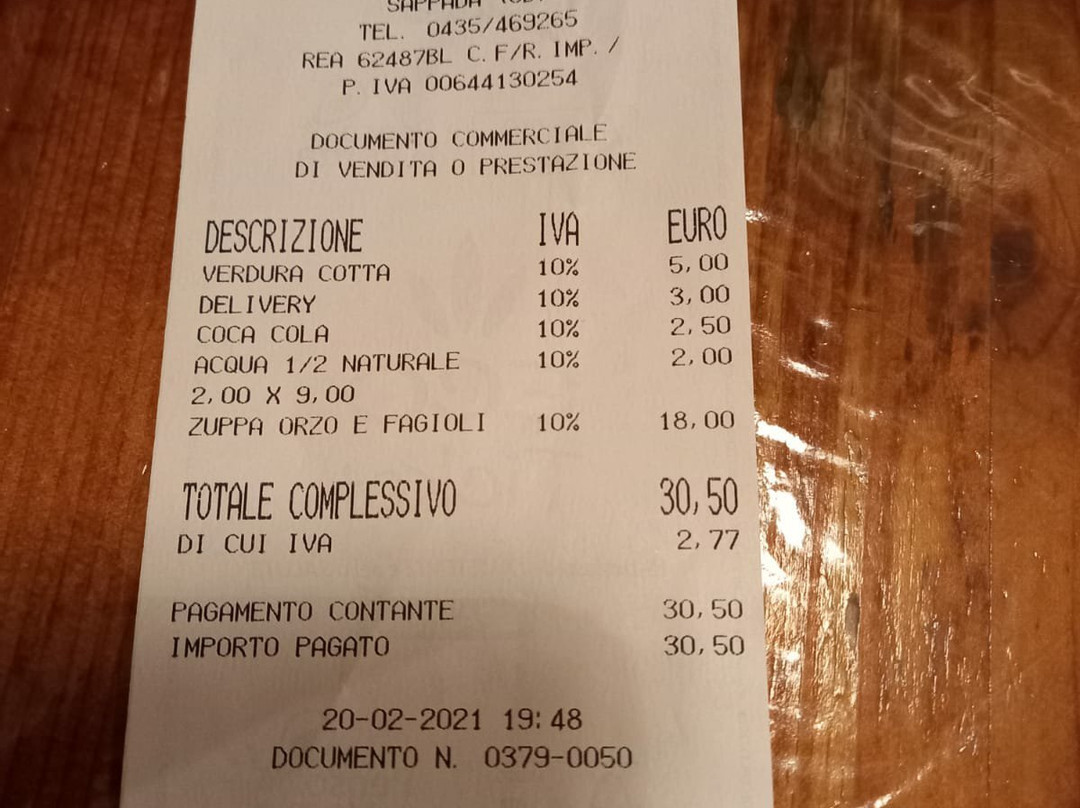 SAPPADA
TEL. 0435/469265
REA 62487BL C.F/R.IMP./
P.IVA 00644130254
DOCUMENTO COMMERCIALE
DI VENDITA O PRESTAZIONE
DESCRIZIONE IVA EURO
VERDURA COTTA 10% 5,00
DELIVERY 10% 3,00
COCA COLA 10% 2,50
ACQUA 1/2 NATURALE 10% 2,00
2,00 X 9,00
ZUPPA ORZO E FAGIOLI 10% 18,00
TOTALE COMPLESSIVO 30,50
DI CUI IVA 2,77
PAGAMENTO CONTANTE 30,50
IMPORTO PAGATO 30,50
20-02-2021 19:48
DOCUMENTO N. 0379-0050